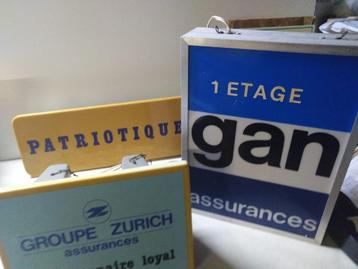 PATRIOTIQUE
GROUPE ZURICH
assurances
naire loyal
1 ETAGE
gan
assurances